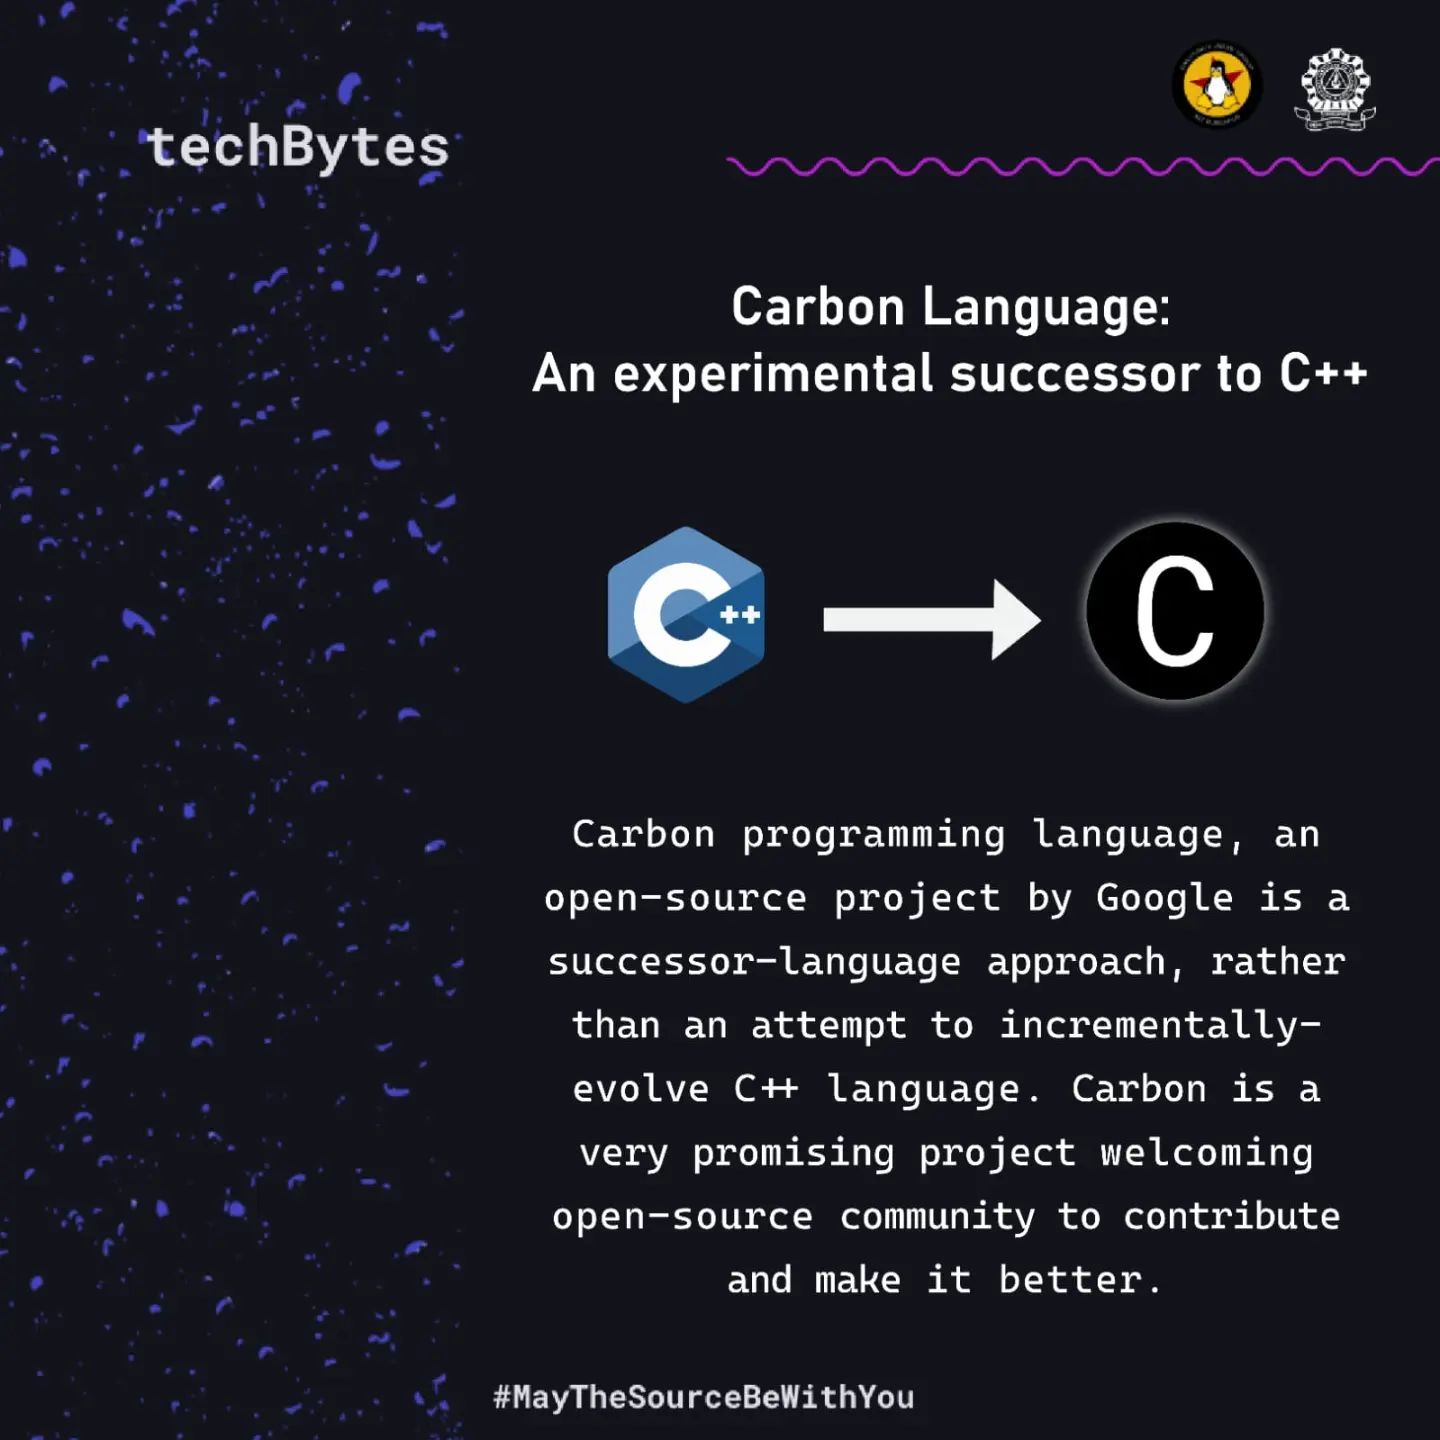 techBytes
Carbon Language:
An experimental successor to C++
C++
C
Carbon programming language, an
open-source project by Google is a
successor-language approach, rather
than an attempt to incrementally-
evolve C++ language. Carbon is a
very promising project welcoming
open-source community to contribute
and make it better.
#MayTheSourceBeWithYou